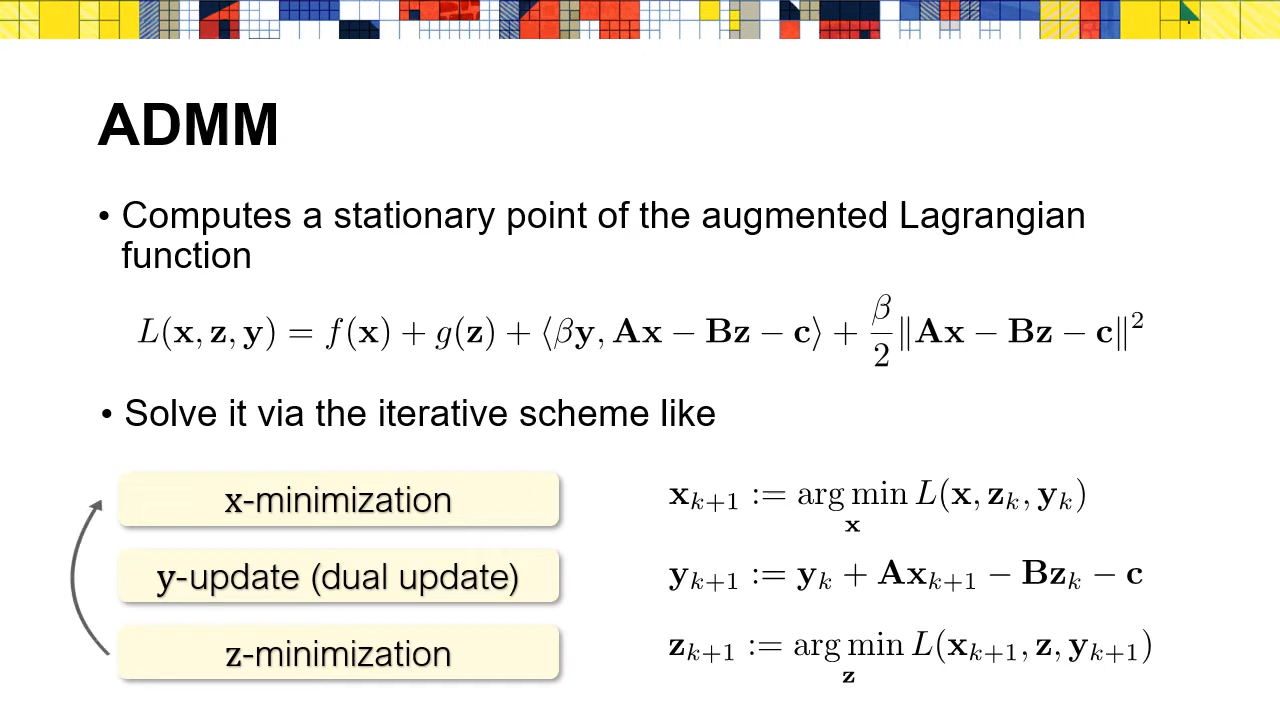 ADMM
• Computes a stationary point of the augmented Lagrangian
function
L(x, z, y) = f(x) + g(z) + ⟨βy, Ax − Bz − c⟩ + β/2 ‖Ax − Bz − c‖²
• Solve it via the iterative scheme like
x-minimization
x_{k+1} := arg min_x L(x, z_k, y_k)
y-update (dual update)
y_{k+1} := y_k + Ax_{k+1} − Bz_k − c
z-minimization
z_{k+1} := arg min_z L(x_{k+1}, z, y_{k+1})